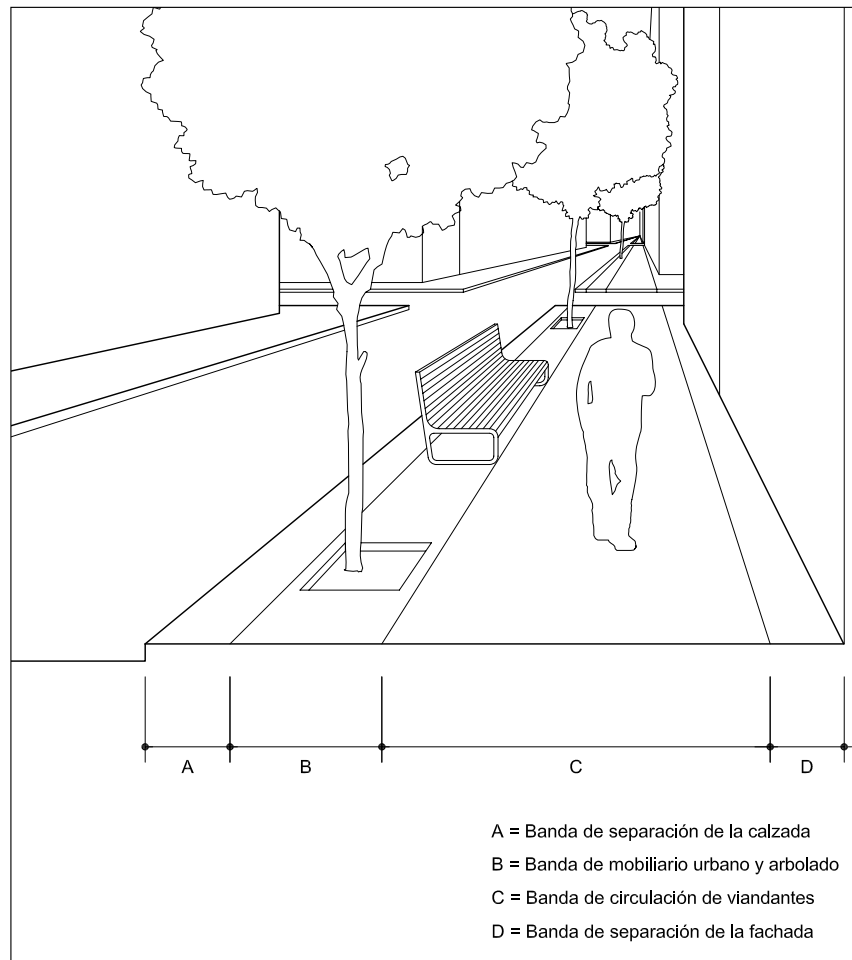 A B C D
A = Banda de separación de la calzada
B = Banda de mobiliario urbano y arbolado
C = Banda de circulación de viandantes
D = Banda de separación de la fachada